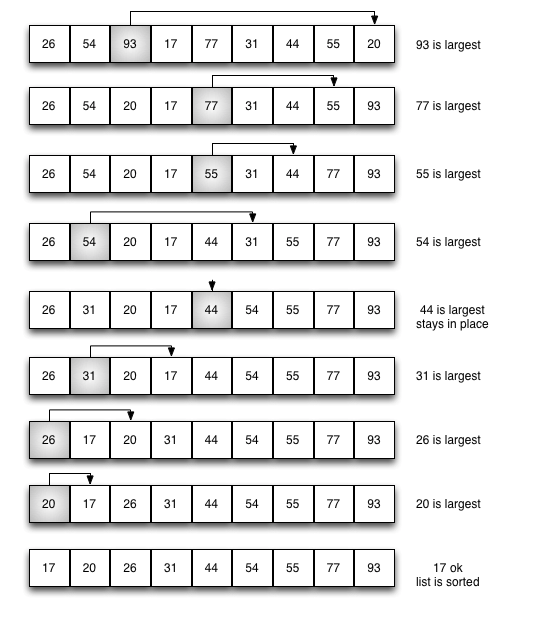 26 54 93 17 77 31 44 55 20 93 is largest
26 54 20 17 77 31 44 55 93 77 is largest
26 54 20 17 55 31 44 77 93 55 is largest
26 54 20 17 44 31 55 77 93 54 is largest
26 31 20 17 44 54 55 77 93 44 is largest
stays in place
26 31 20 17 44 54 55 77 93 31 is largest
26 17 20 31 44 54 55 77 93 26 is largest
20 17 26 31 44 54 55 77 93 20 is largest
17 20 26 31 44 54 55 77 93 17 ok
list is sorted